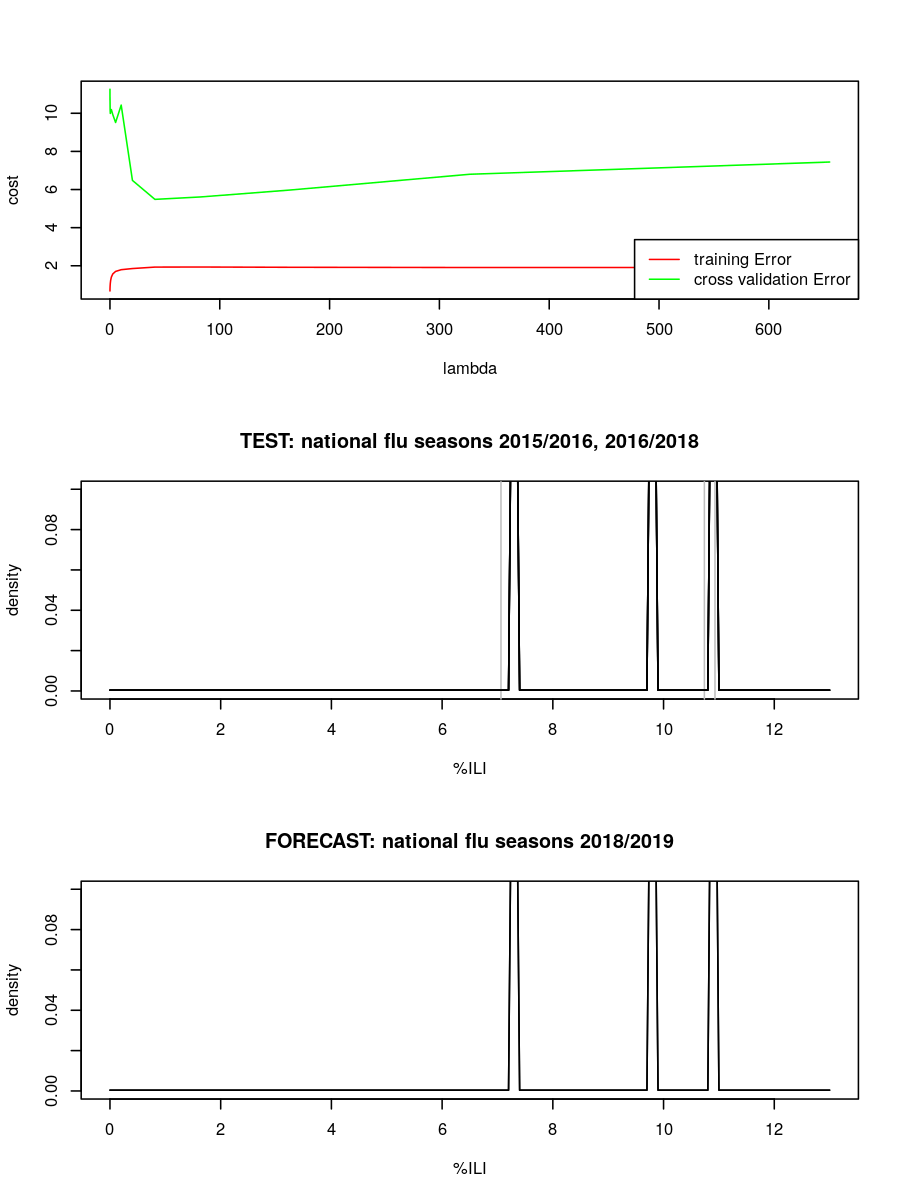 cost
10
8
6
4
2
training Error
cross validation Error
0 100 200 300 400 500 600
lambda
TEST: national flu seasons 2015/2016, 2016/2018
density
0.08
0.04
0.00
0 2 4 6 8 10 12
%ILI
FORECAST: national flu seasons 2018/2019
density
0.08
0.04
0.00
0 2 4 6 8 10 12
%ILI